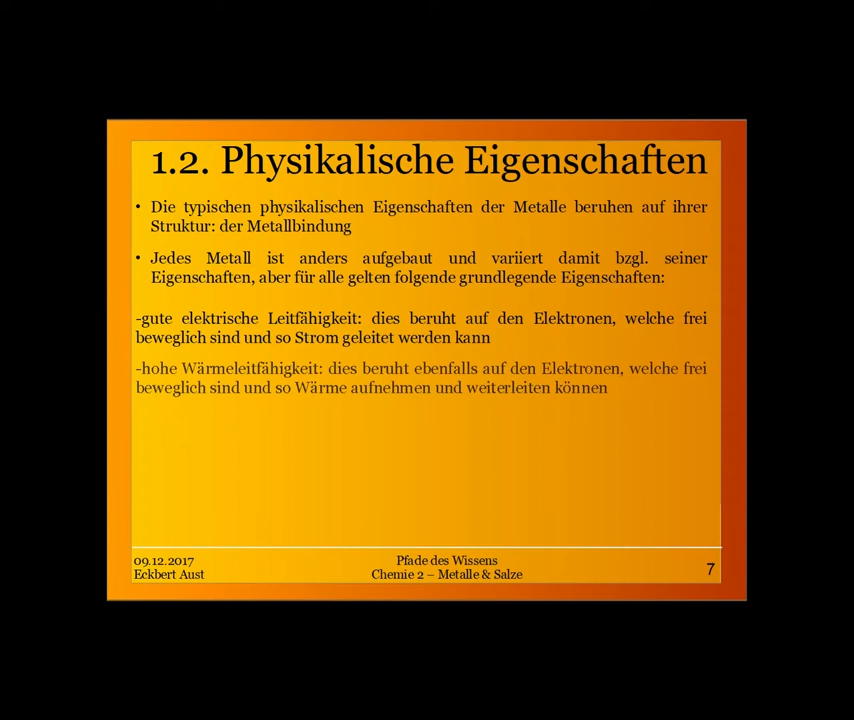 1.2. Physikalische Eigenschaften
• Die typischen physikalischen Eigenschaften der Metalle beruhen auf ihrer
Struktur: der Metallbindung
• Jedes Metall ist anders aufgebaut und variiert damit bzgl. seiner
Eigenschaften, aber für alle gelten folgende grundlegende Eigenschaften:
-gute elektrische Leitfähigkeit: dies beruht auf den Elektronen, welche frei
beweglich sind und so Strom geleitet werden kann
-hohe Wärmeleitfähigkeit: dies beruht ebenfalls auf den Elektronen, welche frei
beweglich sind und so Wärme aufnehmen und weiterleiten können
09.12.2017
Eckbert Aust
Pfade des Wissens
Chemie 2 – Metalle & Salze
7